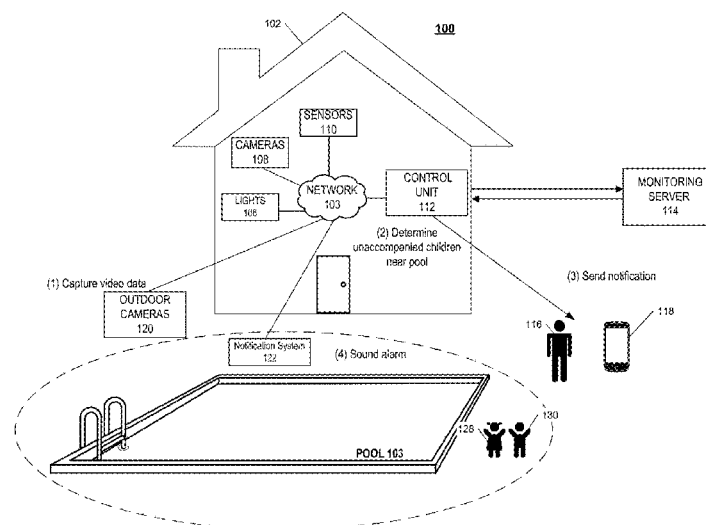 102
100
SENSORS
110
CAMERAS
108
NETWORK
103
LIGHTS
106
CONTROL
UNIT
112
MONITORING
SERVER
114
(2) Determine
unaccompanied children
near pool
(1) Capture video data
(3) Send notification
OUTDOOR
CAMERAS
120
116
118
Notification System
122
(4) Sound alarm
128
130
POOL 103